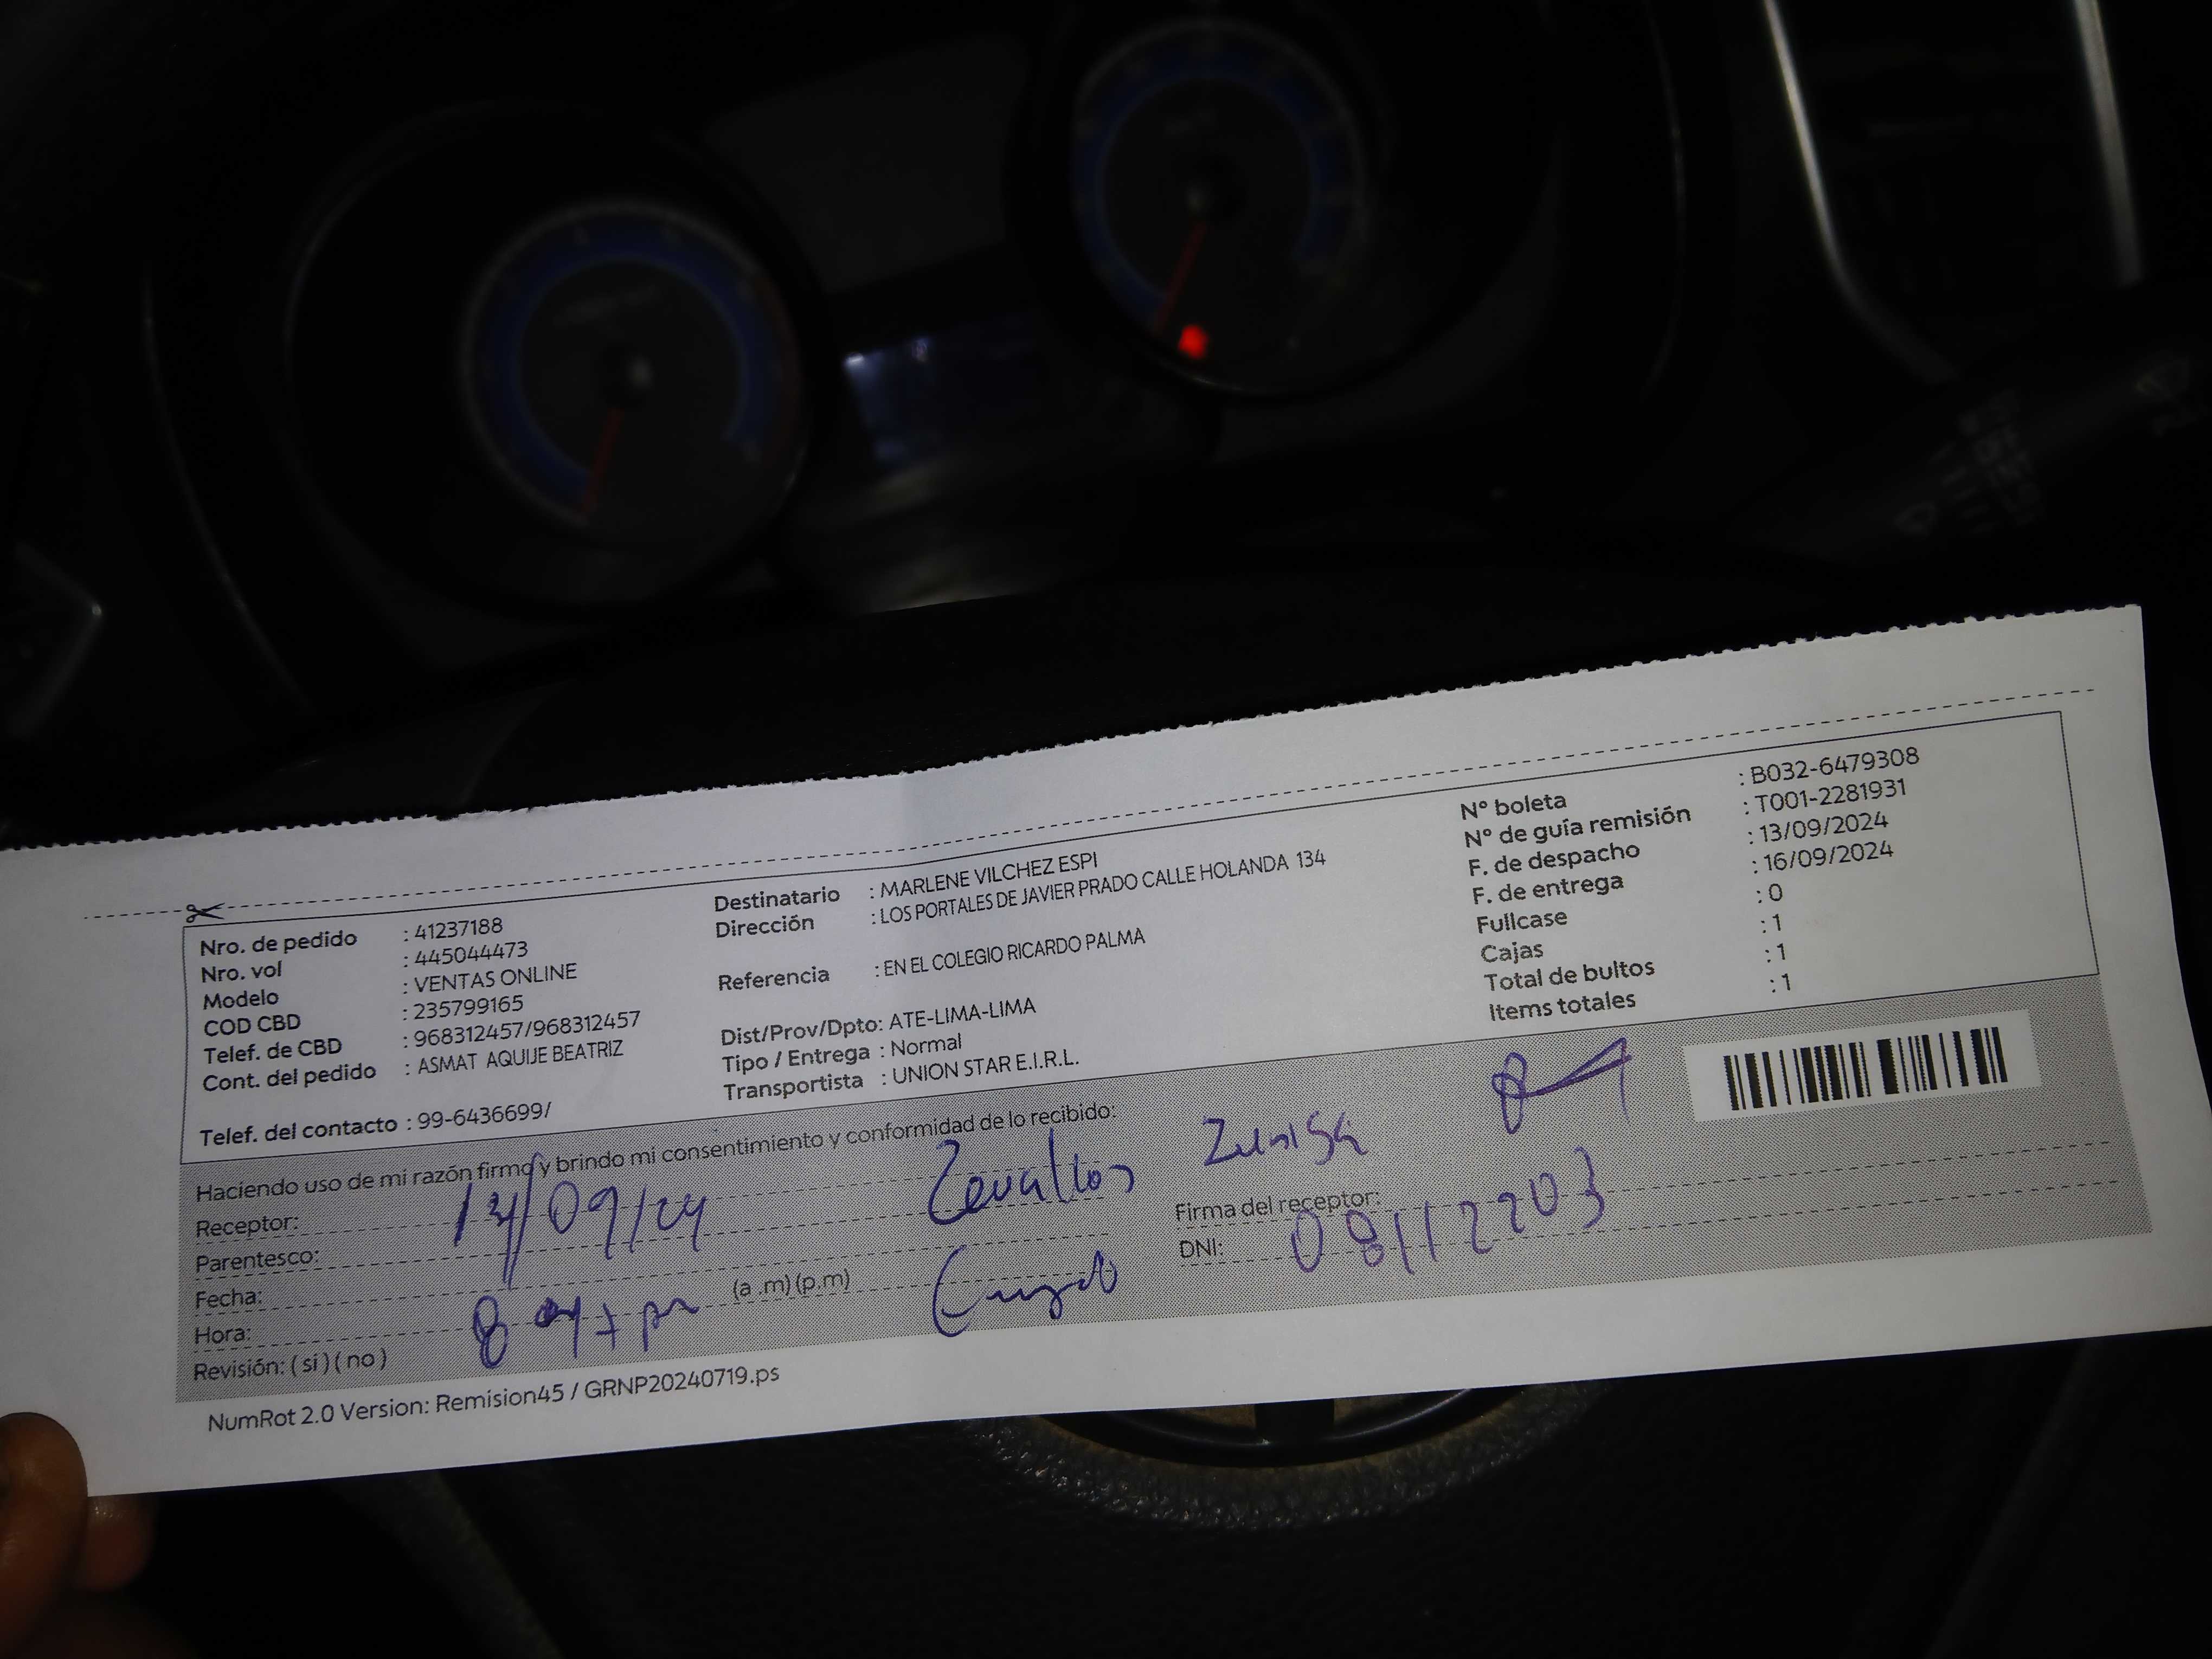 Nro. de pedido : 41237188
Nro. vol : 445044473
Modelo : VENTAS ONLINE
COD CBD : 235799165
Telef. de CBD : 968312457/968312457
Cont. del pedido : ASMAT AQUIJE BEATRIZ
Telef. del contacto : 99-6436699/
Destinatario : MARLENE VILCHEZ ESPI
Dirección : LOS PORTALES DE JAVIER PRADO CALLE HOLANDA 134
Referencia : EN EL COLEGIO RICARDO PALMA
Dist/Prov/Dpto: ATE-LIMA-LIMA
Tipo / Entrega : Normal
Transportista : UNION STAR E.I.R.L.
N° boleta : B032-6479308
N° de guía remisión : T001-2281931
F. de despacho : 13/09/2024
F. de entrega : 16/09/2024
Fullcase : 0
Cajas : 1
Total de bultos : 1
Items totales : 1
Haciendo uso de mi razón firmo y brindo mi consentimiento y conformidad de lo recibido:
Receptor: Zevallos Zuniga
Parentesco:
Fecha: /09/24
Hora: 8 pm (a .m) (p.m)
Revisión: ( si ) ( no )
Firma del receptor:
DNI: 08112203
NumRot 2.0 Version: Remision45 / GRNP20240719.ps